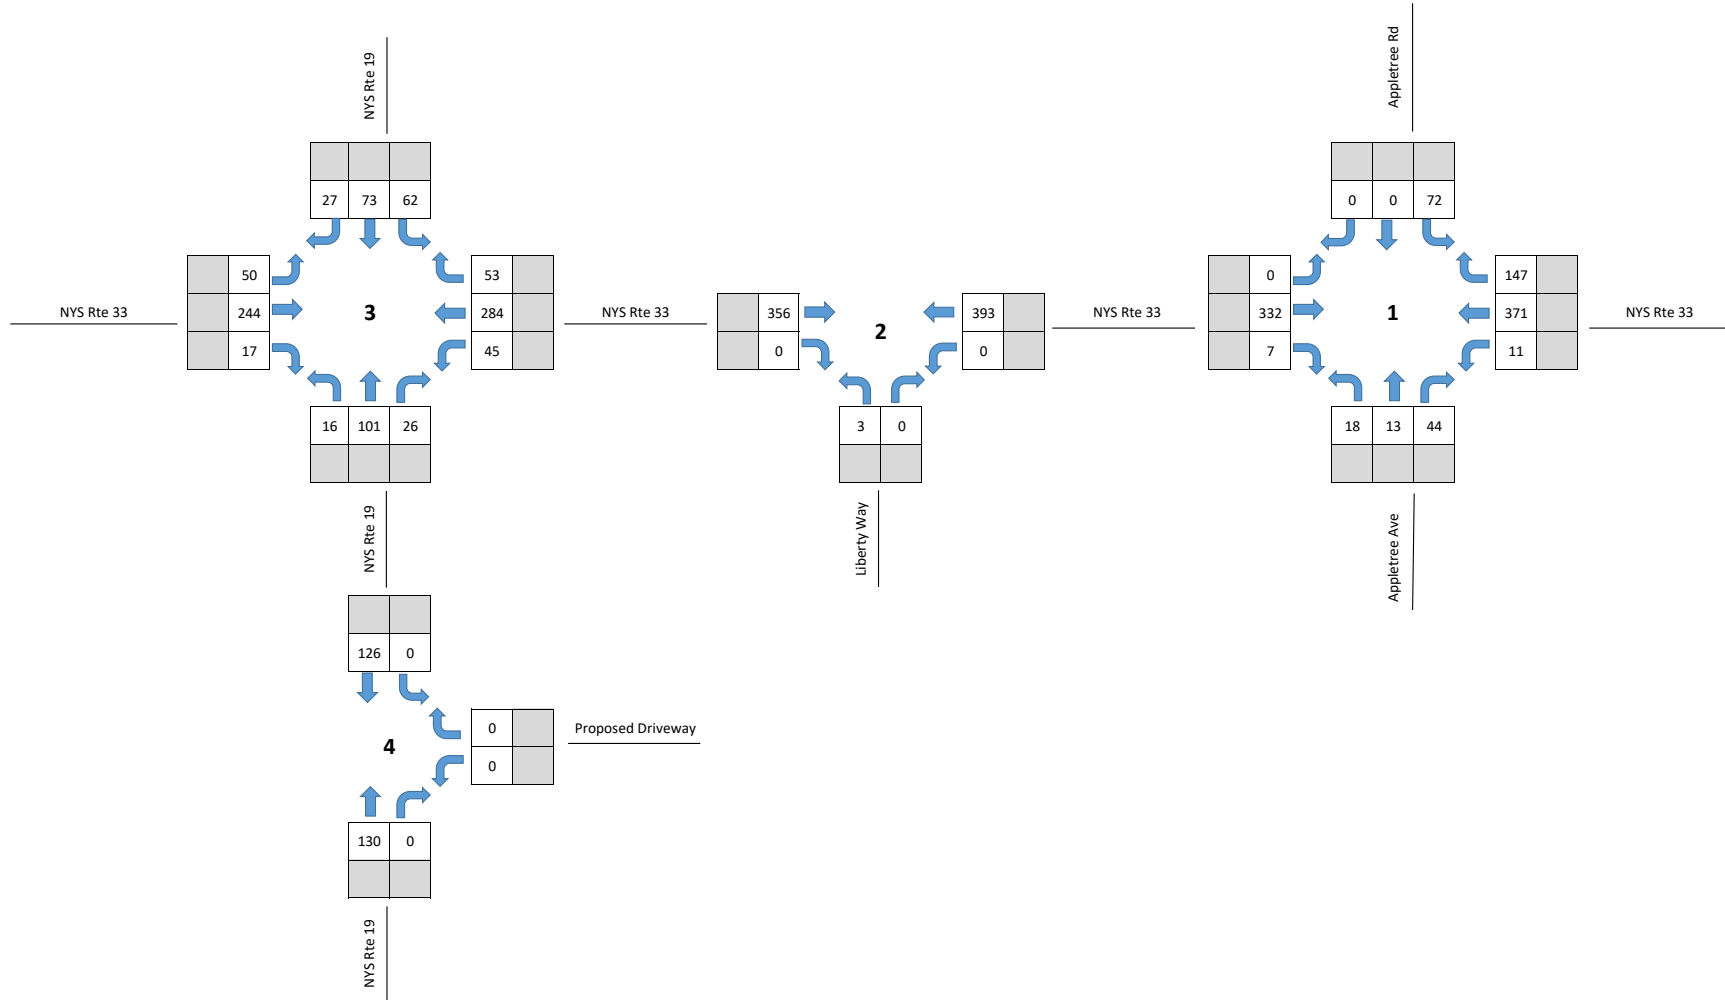 Appletree Rd
NYS Rte 19
27 73 62
0 0 72
50
53
0
147
NYS Rte 33
244
3
284
NYS Rte 33
356
2
393
NYS Rte 33
332
1
371
NYS Rte 33
17
45
0
0
7
11
16 101 26
3 0
18 13 44
NYS Rte 19
Liberty Way
Appletree Ave
126 0
0
Proposed Driveway
4
0
130 0
NYS Rte 19